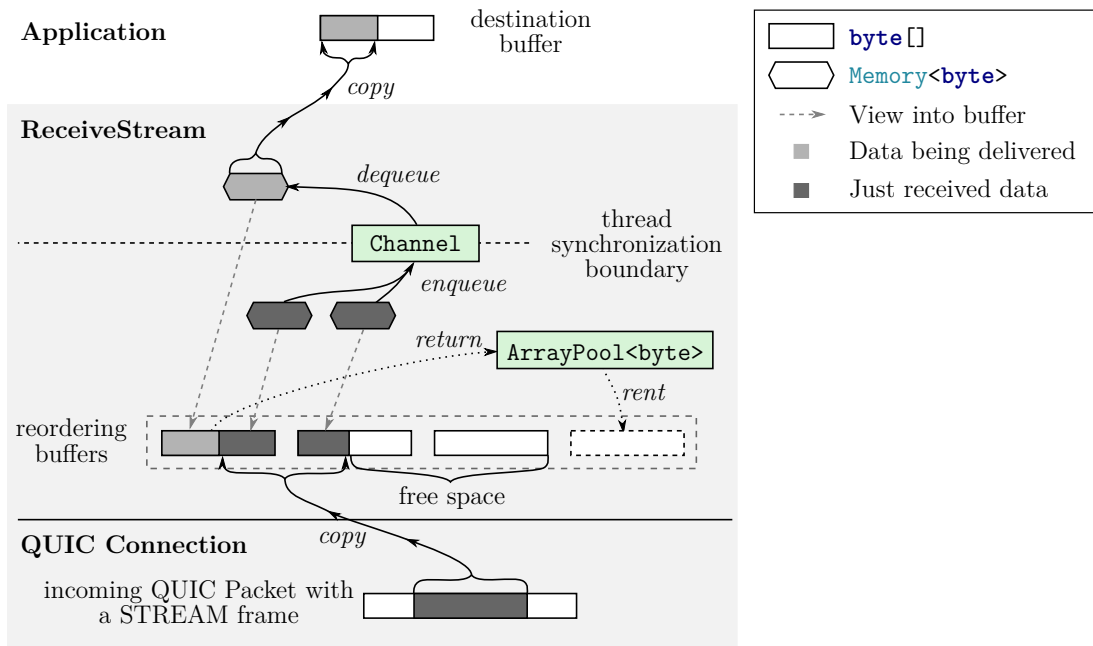 Application
destination
buffer
copy
ReceiveStream
dequeue
Channel
thread
synchronization
boundary
enqueue
return
ArrayPool<byte>
rent
reordering
buffers
free space
QUIC Connection
copy
incoming QUIC Packet with
a STREAM frame
byte[]
Memory<byte>
View into buffer
Data being delivered
Just received data